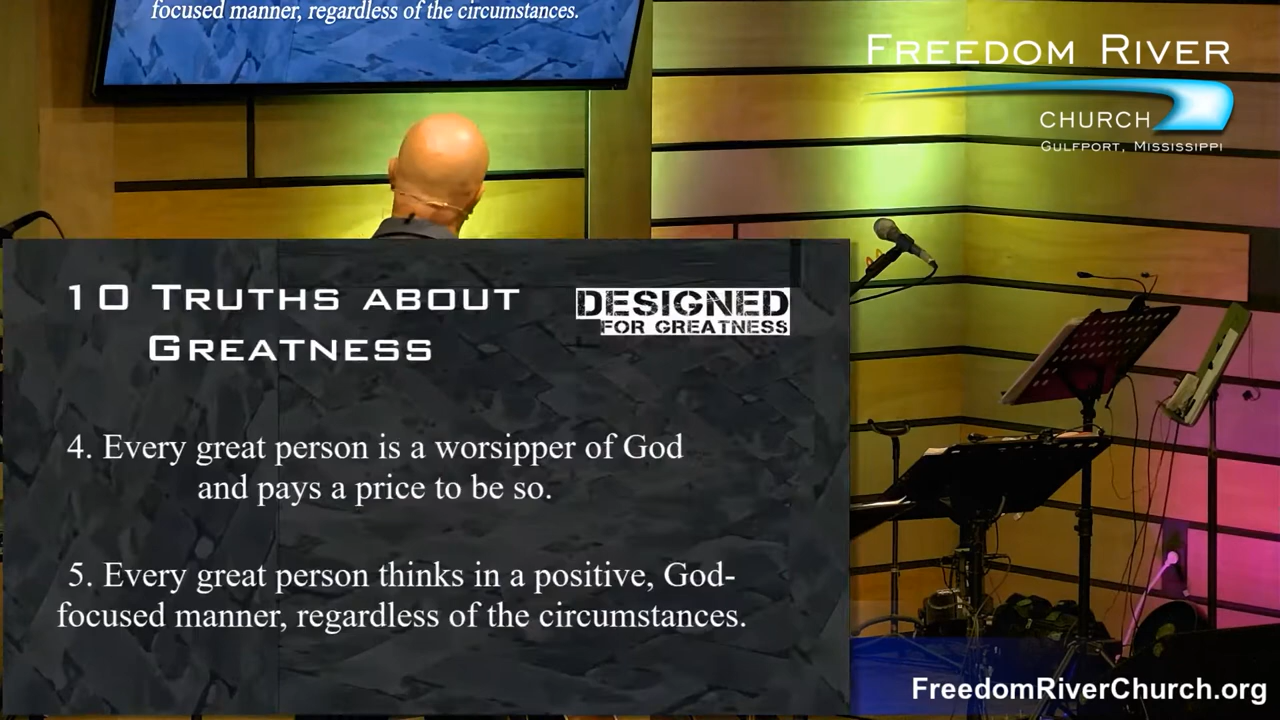 focused manner, regardless of the circumstances.
FREEDOM RIVER
CHURCH
GULFPORT, MISSISSIPPI
10 TRUTHS ABOUT
GREATNESS
DESIGNED
FOR GREATNESS
4. Every great person is a worsipper of God
and pays a price to be so.
5. Every great person thinks in a positive, God-
focused manner, regardless of the circumstances.
FreedomRiverChurch.org